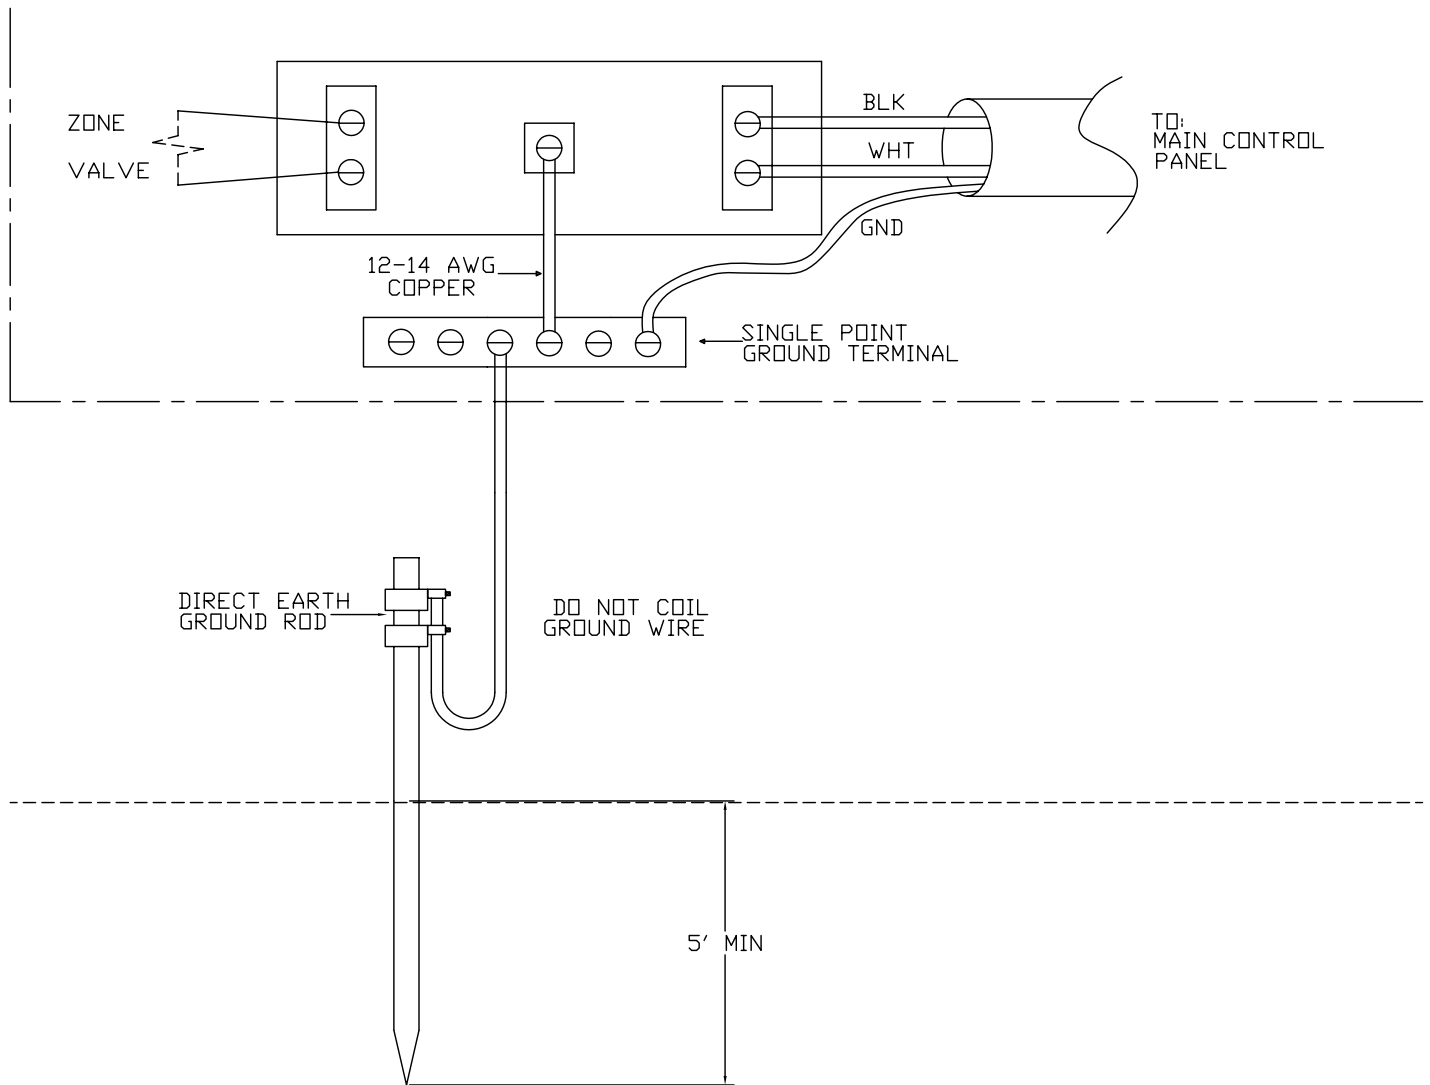 ZONE
VALVE
BLK
WHT
GND
TO:
MAIN CONTROL
PANEL
12-14 AWG
COPPER
SINGLE POINT
GROUND TERMINAL
DIRECT EARTH
GROUND ROD
DO NOT COIL
GROUND WIRE
5' MIN